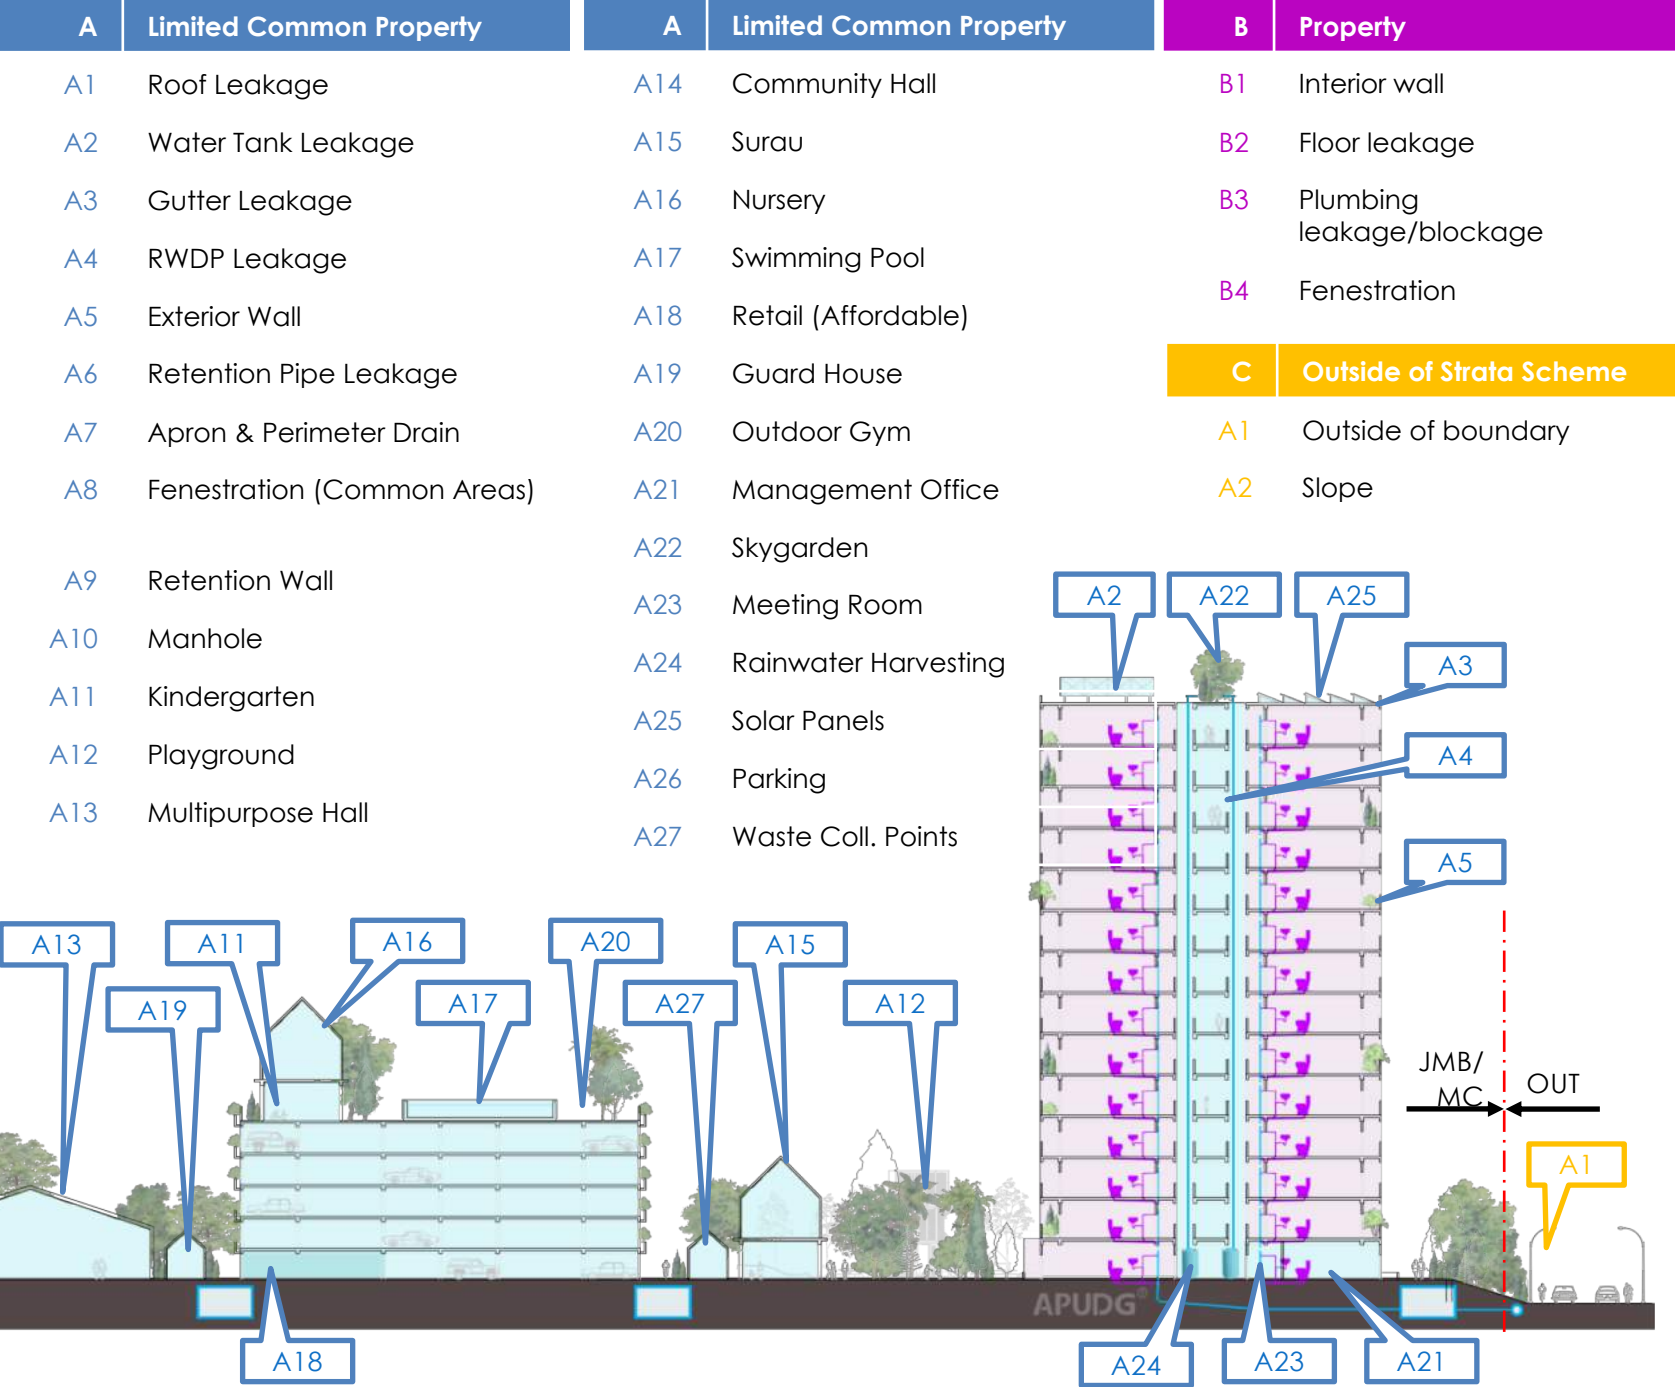 A Limited Common Property
A1 Roof Leakage
A2 Water Tank Leakage
A3 Gutter Leakage
A4 RWDP Leakage
A5 Exterior Wall
A6 Retention Pipe Leakage
A7 Apron & Perimeter Drain
A8 Fenestration (Common Areas)
A9 Retention Wall
A10 Manhole
A11 Kindergarten
A12 Playground
A13 Multipurpose Hall
A Limited Common Property
A14 Community Hall
A15 Surau
A16 Nursery
A17 Swimming Pool
A18 Retail (Affordable)
A19 Guard House
A20 Outdoor Gym
A21 Management Office
A22 Skygarden
A23 Meeting Room
A24 Rainwater Harvesting
A25 Solar Panels
A26 Parking
A27 Waste Coll. Points
B Property
B1 Interior wall
B2 Floor leakage
B3 Plumbing
leakage/blockage
B4 Fenestration
C Outside of Strata Scheme
A1 Outside of boundary
A2 Slope
A2
A22
A25
A3
A4
A5
A13
A11
A16
A20
A15
A19
A17
A27
A12
JMB/
MC
OUT
A1
APUDG®
A18
A24
A23
A21